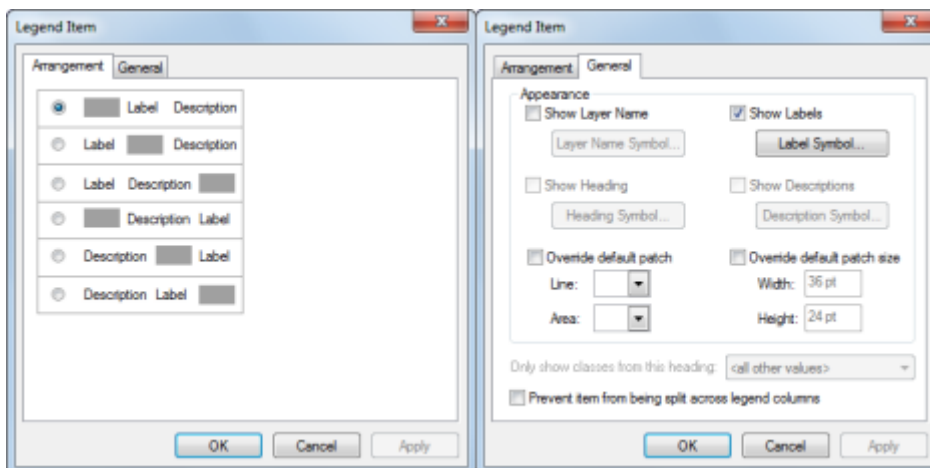 Legend Item
Arrangement General
Label Description
Label Description
Label Description
Description Label
Description Label
Description Label
OK Cancel Apply
Legend Item
Arrangement General
Appearance
Show Layer Name Show Labels
Layer Name Symbol... Label Symbol...
Show Heading Show Descriptions
Heading Symbol... Description Symbol...
Override default patch Override default patch size
Line: Width: 36 pt
Area: Height: 24 pt
Only show classes from this heading: <all other values>
Prevent item from being split across legend columns
OK Cancel Apply